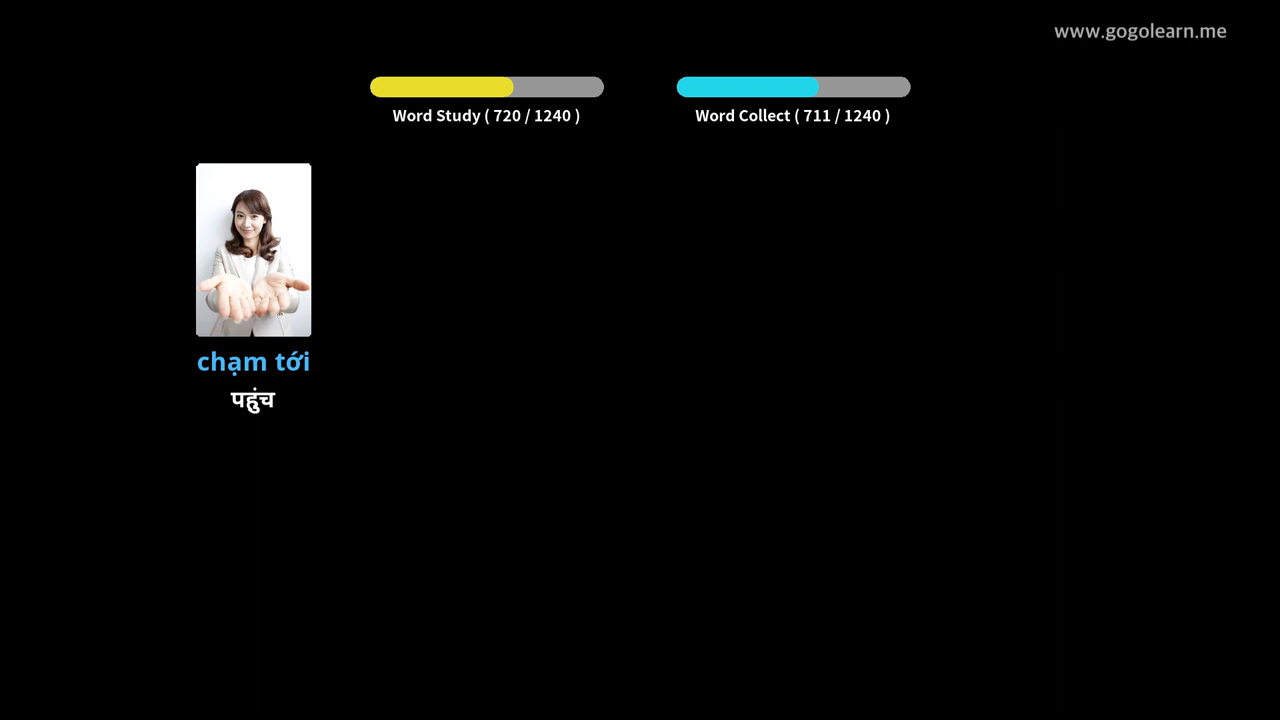 www.gogolearn.me
Word Study ( 720 / 1240 )
Word Collect ( 711 / 1240 )
chạm tới
पहुंच